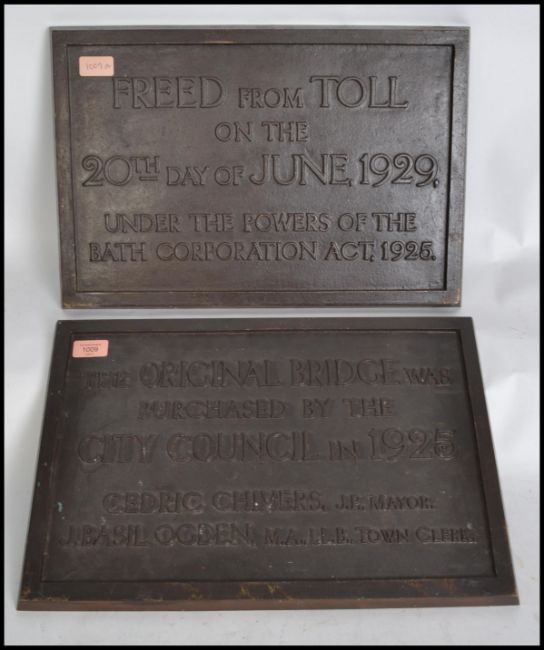 1009 A
FREED FROM TOLL
ON THE
20TH DAY OF JUNE, 1929,
UNDER THE POWERS OF THE
BATH CORPORATION ACT, 1925.
1009
THE ORIGINAL BRIDGE WAS
PURCHASED BY THE
CITY COUNCIL IN 1925
CEDRIC CHIVERS, J.P. MAYOR.
J. BASIL OGDEN, M.A., LL.B. TOWN CLERK.